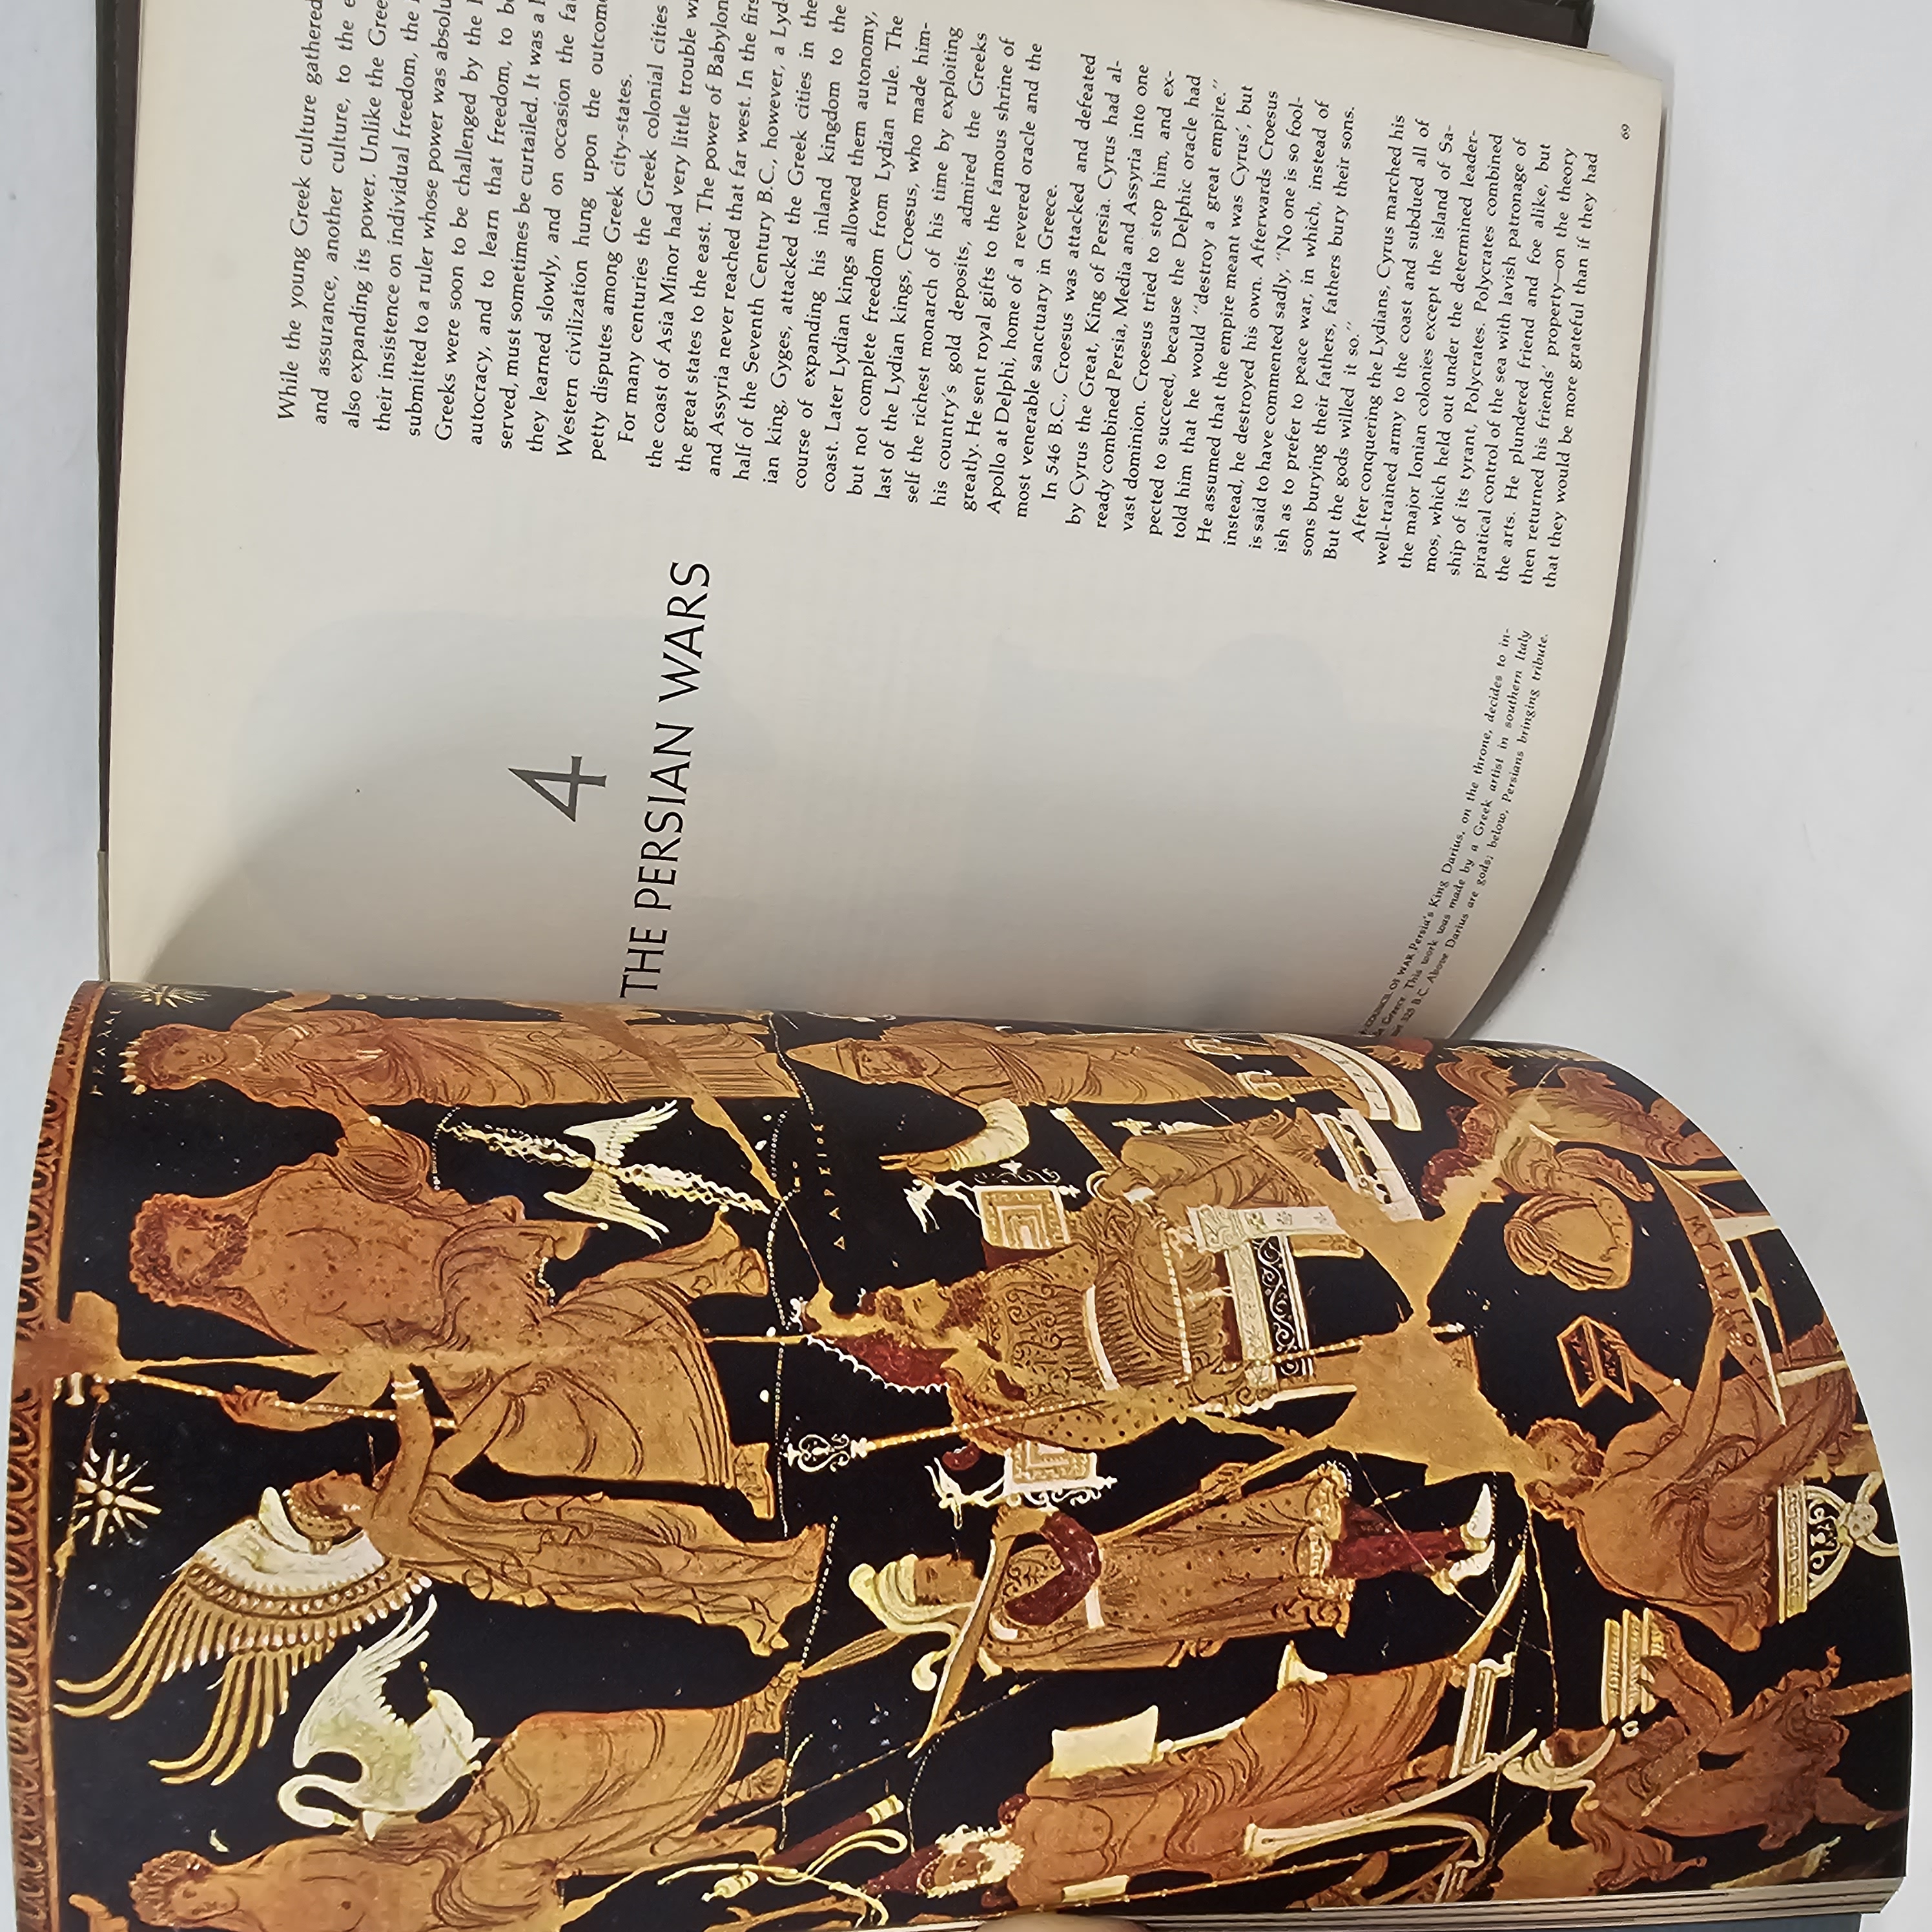 ΔΑΡΕΙΟΣ
4
THE PERSIAN WARS
While the young Greek culture gathered
and assurance, another culture, to the
also expanding its power. Unlike the
their insistence on individual freedom, the
submitted to a ruler whose power was
Greeks were soon to be challenged by the
autocracy, and to learn that freedom, to
served, must sometimes be curtailed. It was a
they learned slowly, and on occasion the
Western civilization hung upon the
petty disputes among Greek city-states.
For many centuries the Greek colonial cities
the coast of Asia Minor had very little trouble
the great states to the east. The power of Babylon
and Assyria never reached that far west. In the
half of the Seventh Century B.C., however, a Lyd-
ian king, Gyges, attacked the Greek cities in the
course of expanding his inland kingdom to the
coast. Later Lydian kings allowed them autonomy,
but not complete freedom from Lydian rule. The
last of the Lydian kings, Croesus, who made him-
self the richest monarch of his time by exploiting
his country's gold deposits, admired the Greeks
greatly. He sent royal gifts to the famous shrine of
Apollo at Delphi, home of a revered oracle and the
most venerable sanctuary in Greece.
In 546 B.C., Croesus was attacked and defeated
by Cyrus the Great, King of Persia. Cyrus had al-
ready combined Persia, Media and Assyria into one
vast dominion. Croesus tried to stop him, and ex-
pected to succeed, because the Delphic oracle had
told him that he would "destroy a great empire."
He assumed that the empire meant was Cyrus', but
instead, he destroyed his own. Afterwards Croesus
is said to have commented sadly, "No one is so fool-
ish as to prefer to peace war, in which, instead of
sons burying their fathers, fathers bury their sons.
But the gods willed it so."
After conquering the Lydians, Cyrus marched his
well-trained army to the coast and subdued all of
the major Ionian colonies except the island of Sa-
mos, which held out under the determined leader-
ship of its tyrant, Polycrates. Polycrates combined
piratical control of the sea with lavish patronage of
the arts. He plundered friend and foe alike, but
then returned his friends' property—on the theory
that they would be more grateful than if they had
COUNCIL OF WAR Persia's King Darius, on the throne, decides to in-
Greece. This work was made by a Greek artist in southern Italy
325 B.C. Above Darius are gods; below, Persians bringing tribute.
69